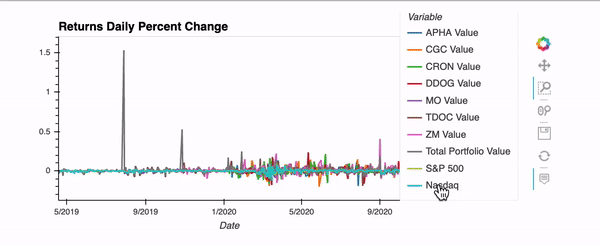 Returns Daily Percent Change
Variable
APHA Value
CGC Value
CRON Value
DDOG Value
MO Value
TDOC Value
ZM Value
Total Portfolio Value
S&P 500
Nasdaq
1.5
1
0.5
0
5/2019
9/2019
1/2020
5/2020
9/2020
Date